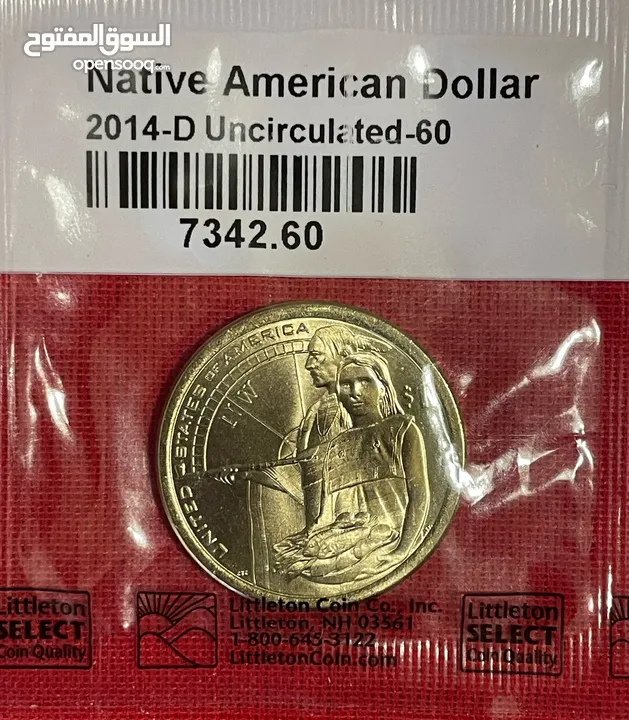 السوق المفتوح
opensooq.com
Native American Dollar
2014-D Uncirculated-60
7342.60
UNITED STATES OF AMERICA
N W
$
Littleton
SELECT
Coin Quality
Littleton Coin Co., Inc.
Littleton, NH 03561
1-800-645-3122
LittletonCoin.com
Littleton
SELECT
Coin Quality